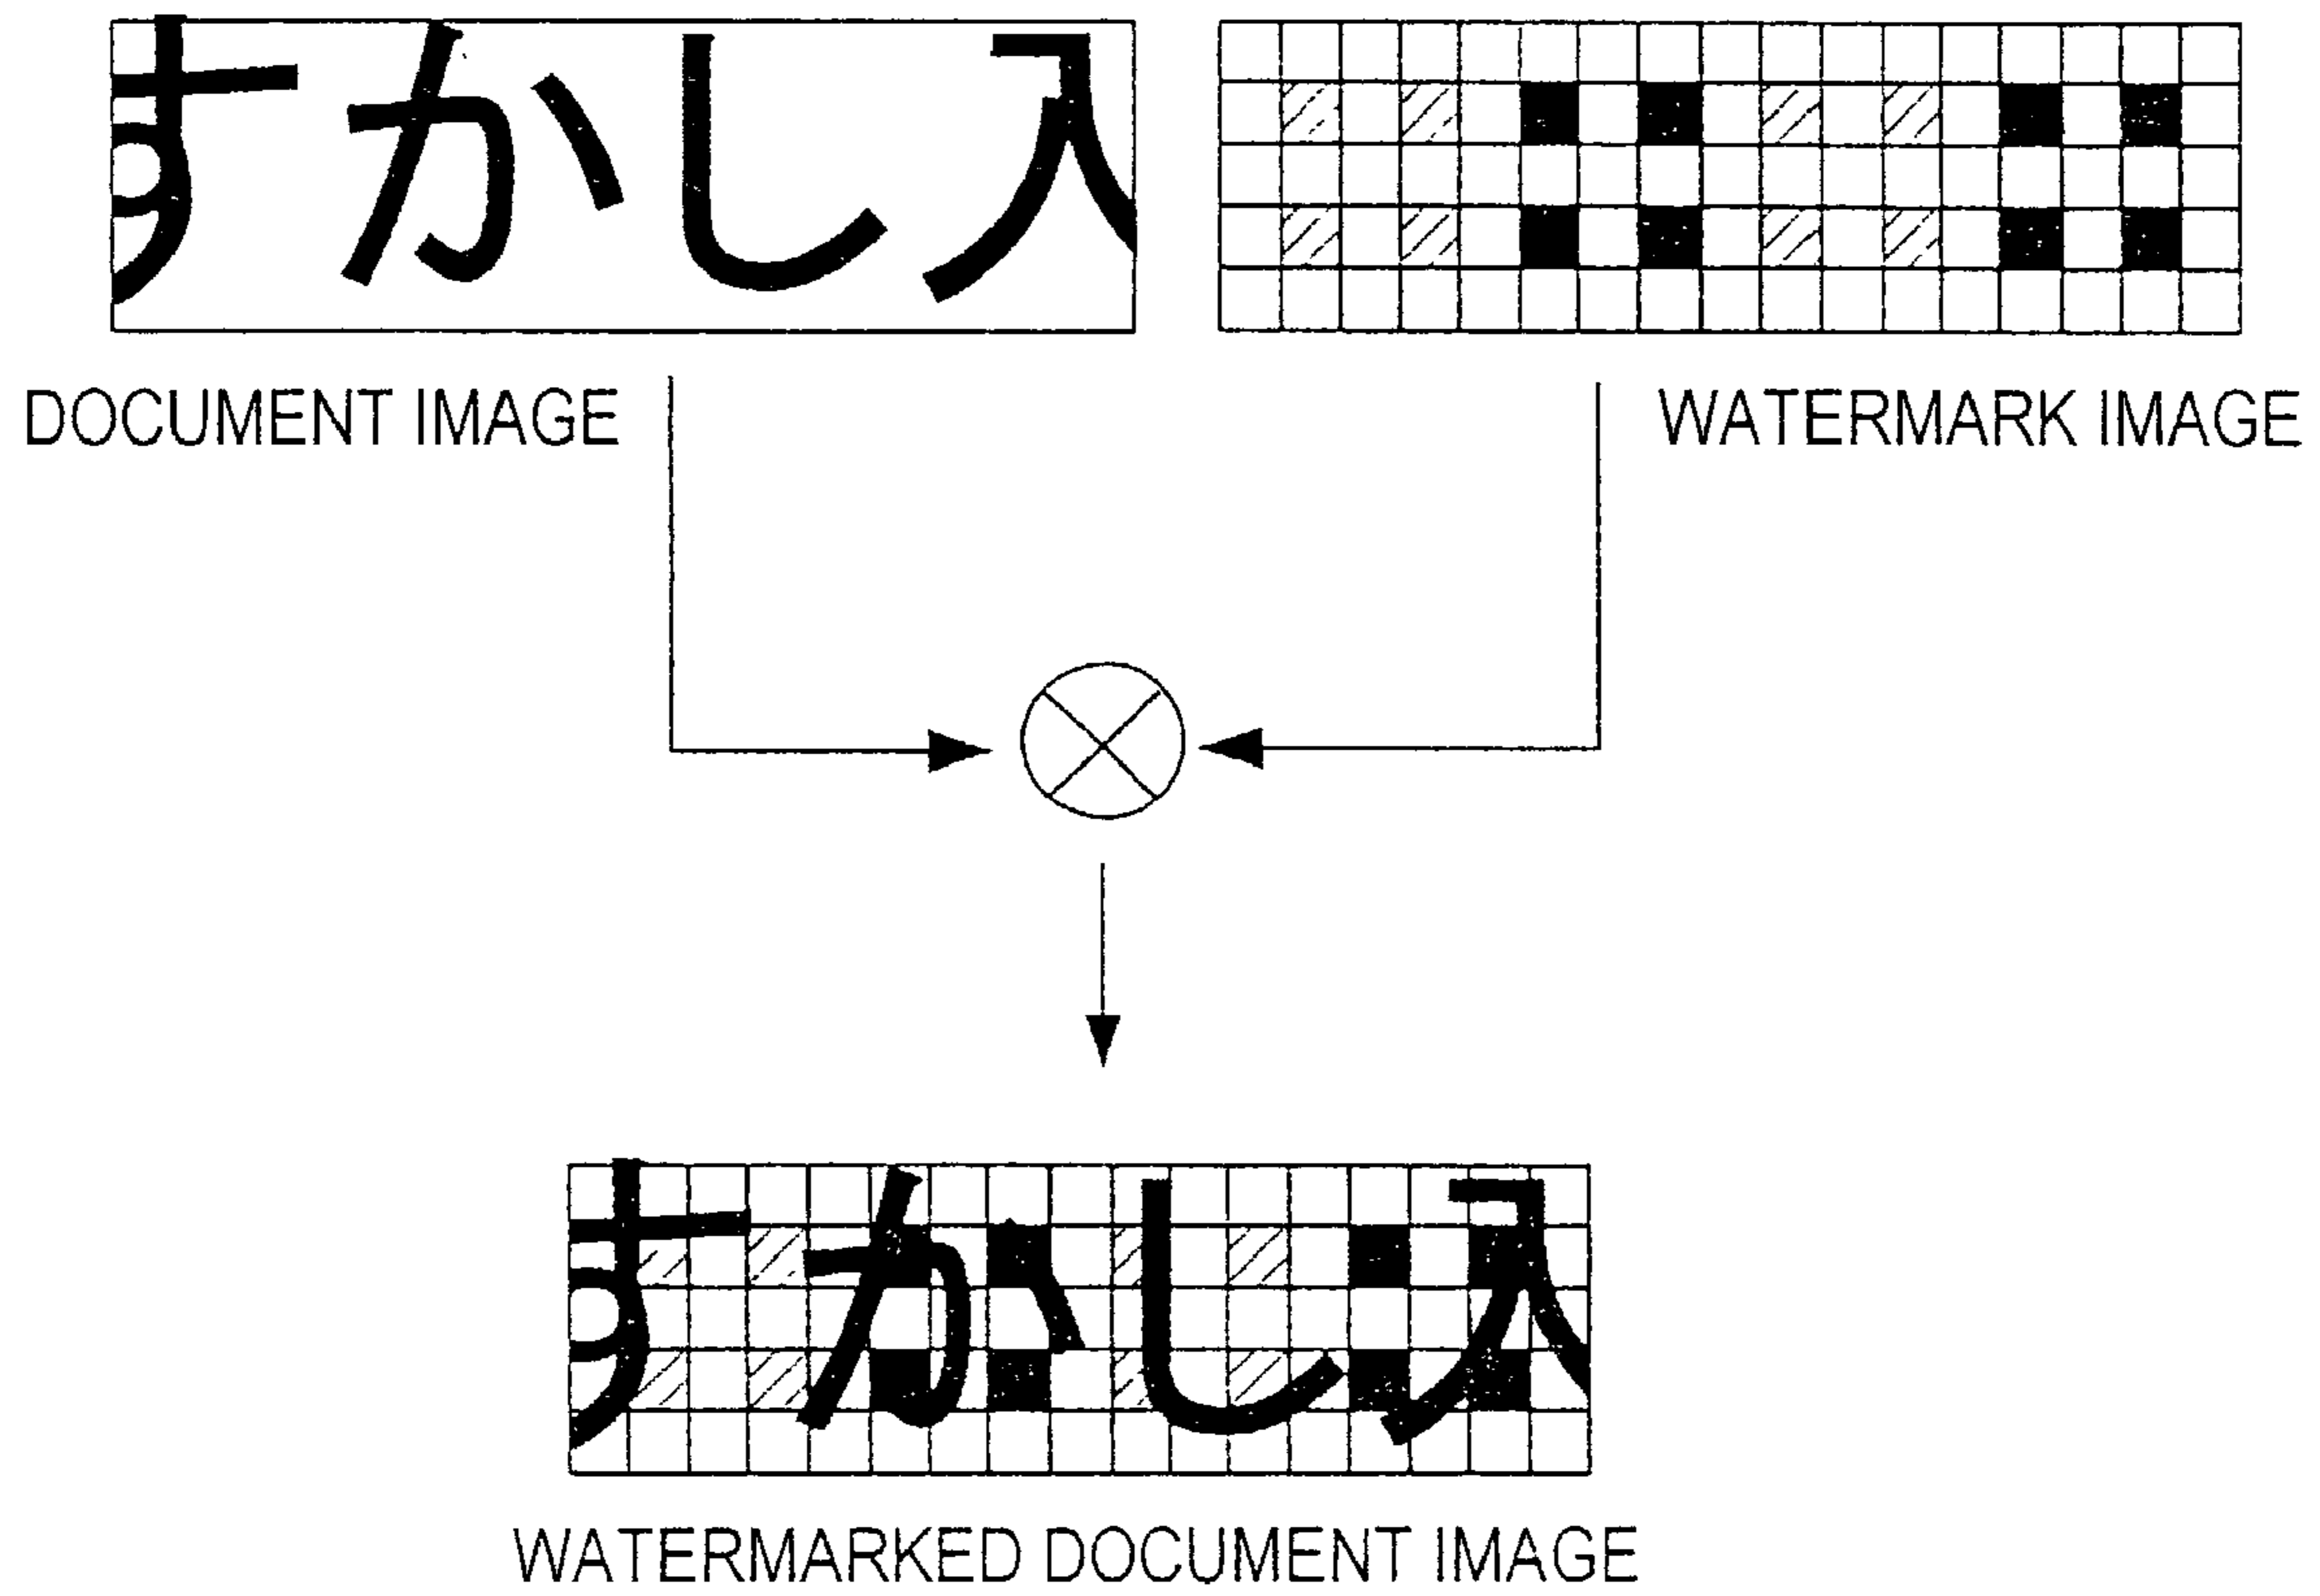 すかし入
DOCUMENT IMAGE
WATERMARK IMAGE
すかし入
WATERMARKED DOCUMENT IMAGE